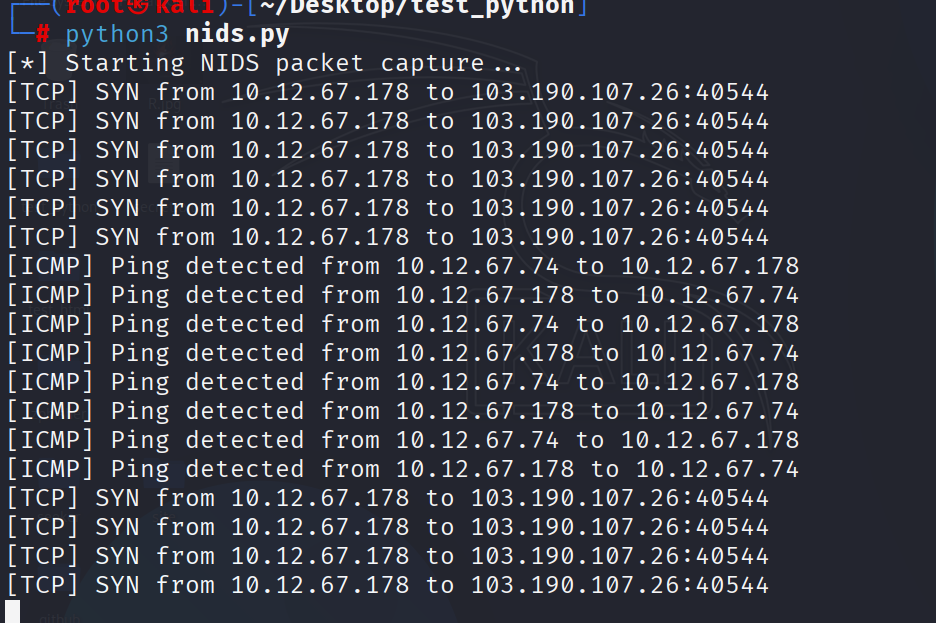 ┌──(root㉿kali)-[~/Desktop/test_python]
└─# python3 nids.py
[*] Starting NIDS packet capture...
[TCP] SYN from 10.12.67.178 to 103.190.107.26:40544
[TCP] SYN from 10.12.67.178 to 103.190.107.26:40544
[TCP] SYN from 10.12.67.178 to 103.190.107.26:40544
[TCP] SYN from 10.12.67.178 to 103.190.107.26:40544
[TCP] SYN from 10.12.67.178 to 103.190.107.26:40544
[TCP] SYN from 10.12.67.178 to 103.190.107.26:40544
[ICMP] Ping detected from 10.12.67.74 to 10.12.67.178
[ICMP] Ping detected from 10.12.67.178 to 10.12.67.74
[ICMP] Ping detected from 10.12.67.74 to 10.12.67.178
[ICMP] Ping detected from 10.12.67.178 to 10.12.67.74
[ICMP] Ping detected from 10.12.67.74 to 10.12.67.178
[ICMP] Ping detected from 10.12.67.178 to 10.12.67.74
[ICMP] Ping detected from 10.12.67.74 to 10.12.67.178
[ICMP] Ping detected from 10.12.67.178 to 10.12.67.74
[TCP] SYN from 10.12.67.178 to 103.190.107.26:40544
[TCP] SYN from 10.12.67.178 to 103.190.107.26:40544
[TCP] SYN from 10.12.67.178 to 103.190.107.26:40544
[TCP] SYN from 10.12.67.178 to 103.190.107.26:40544
KALI